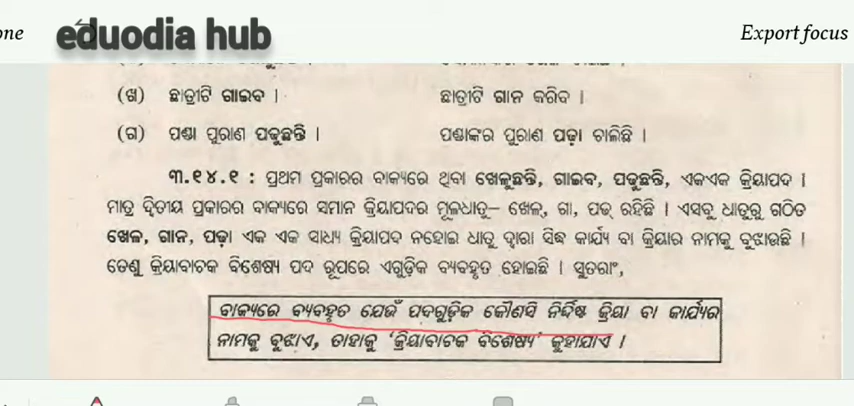 one
eduodia hub
Export focus
(ଖ) ଛାତ୍ରୀଟି ଗାଇବ । ଛାତ୍ରୀଟି ଗାନ କରିବ ।
(ଗ) ପଣ୍ଡା ପୁରାଣ ପଢୁଛନ୍ତି । ପଣ୍ଡାଙ୍କର ପୁରାଣ ପଢ଼ା ଚାଲିଛି ।
୩.୧୪.୧ : ପ୍ରଥମ ପ୍ରକାରର ବାକ୍ୟରେ ଥିବା ଖେଳୁଛନ୍ତି, ଗାଇବ, ପଢୁଛନ୍ତି, ଏକଏକ କ୍ରିୟାପଦ ।
ମାତ୍ର ଦ୍ୱିତୀୟ ପ୍ରକାରର ବାକ୍ୟରେ ସମାନ କ୍ରିୟାପଦର ମୂଳଧାତୁ– ଖେଳ୍, ଗା, ପଢ୍ ରହିଛି । ଏସବୁ ଧାତୁରୁ ଗଠିତ
ଖେଳ, ଗାନ, ପଢ଼ା ଏକ ଏକ ସାଧ୍ୟ କ୍ରିୟାପଦ ନହୋଇ ଧାତୁ ଦ୍ୱାରା ସିଦ୍ଧ କାର୍ଯ୍ୟ ବା କ୍ରିୟାର ନାମକୁ ବୁଝାଉଛି ।
ତେଣୁ କ୍ରିୟାବାଚକ ବିଶେଷ୍ୟ ପଦ ରୂପରେ ଏଗୁଡ଼ିକ ବ୍ୟବହୃତ ହୋଇଛି । ସୁତରାଂ,
ବାକ୍ୟରେ ବ୍ୟବହୃତ ଯେଉଁ ପଦଗୁଡ଼ିକ କୌଣସି ନିର୍ଦ୍ଦିଷ୍ଟ କ୍ରିୟା ବା କାର୍ଯ୍ୟର
ନାମକୁ ବୁଝାଏ, ତାହାକୁ ‘କ୍ରିୟାବାଚକ ବିଶେଷ୍ୟ’ କୁହାଯାଏ ।